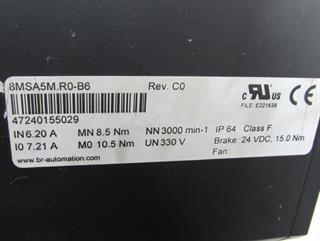 8MSA5M.R0-B6 Rev. C0
c RU US
FILE: E221638
47240155029
IN 6.20 A MN 8.5 Nm NN 3000 min-1 IP 64 Class F
I0 7.21 A M0 10.5 Nm UN 330 V Brake: 24 VDC, 15.0 Nm
www.br-automation.com Fan: